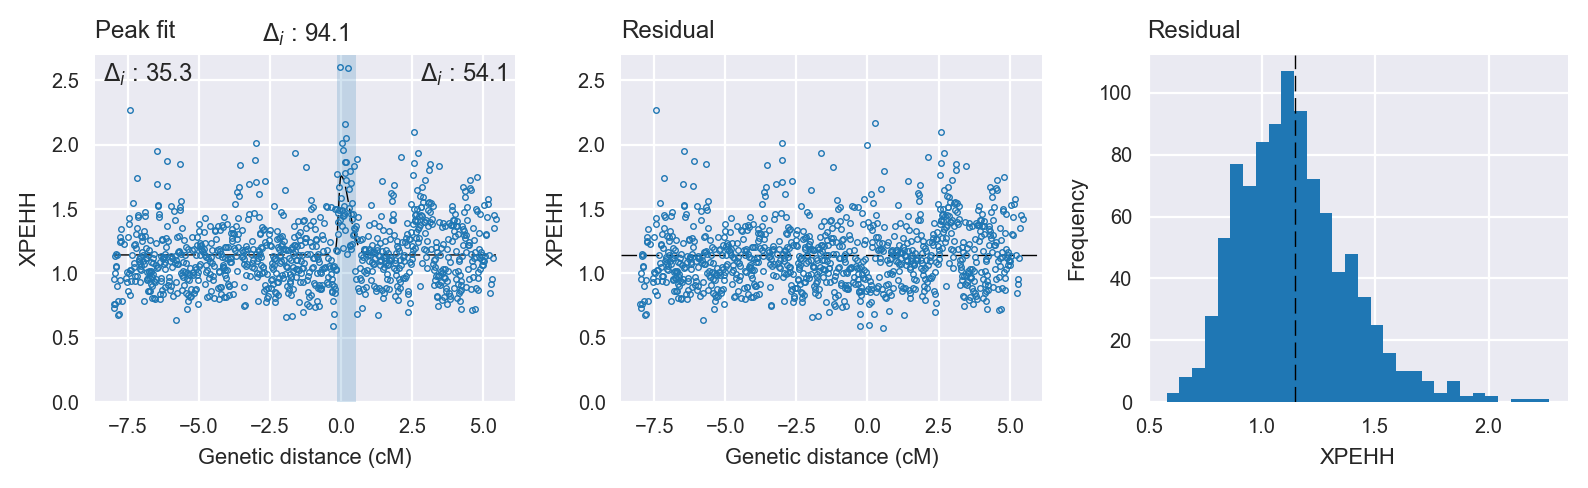 Peak fit
Δi : 94.1
Δi : 35.3
Δi : 54.1
XPEHH
2.5
2.0
1.5
1.0
0.5
0.0
−7.5 −5.0 −2.5 0.0 2.5 5.0
Genetic distance (cM)
Residual
XPEHH
2.5
2.0
1.5
1.0
0.5
0.0
−7.5 −5.0 −2.5 0.0 2.5 5.0
Genetic distance (cM)
Residual
Frequency
100
80
60
40
20
0
0.5 1.0 1.5 2.0
XPEHH